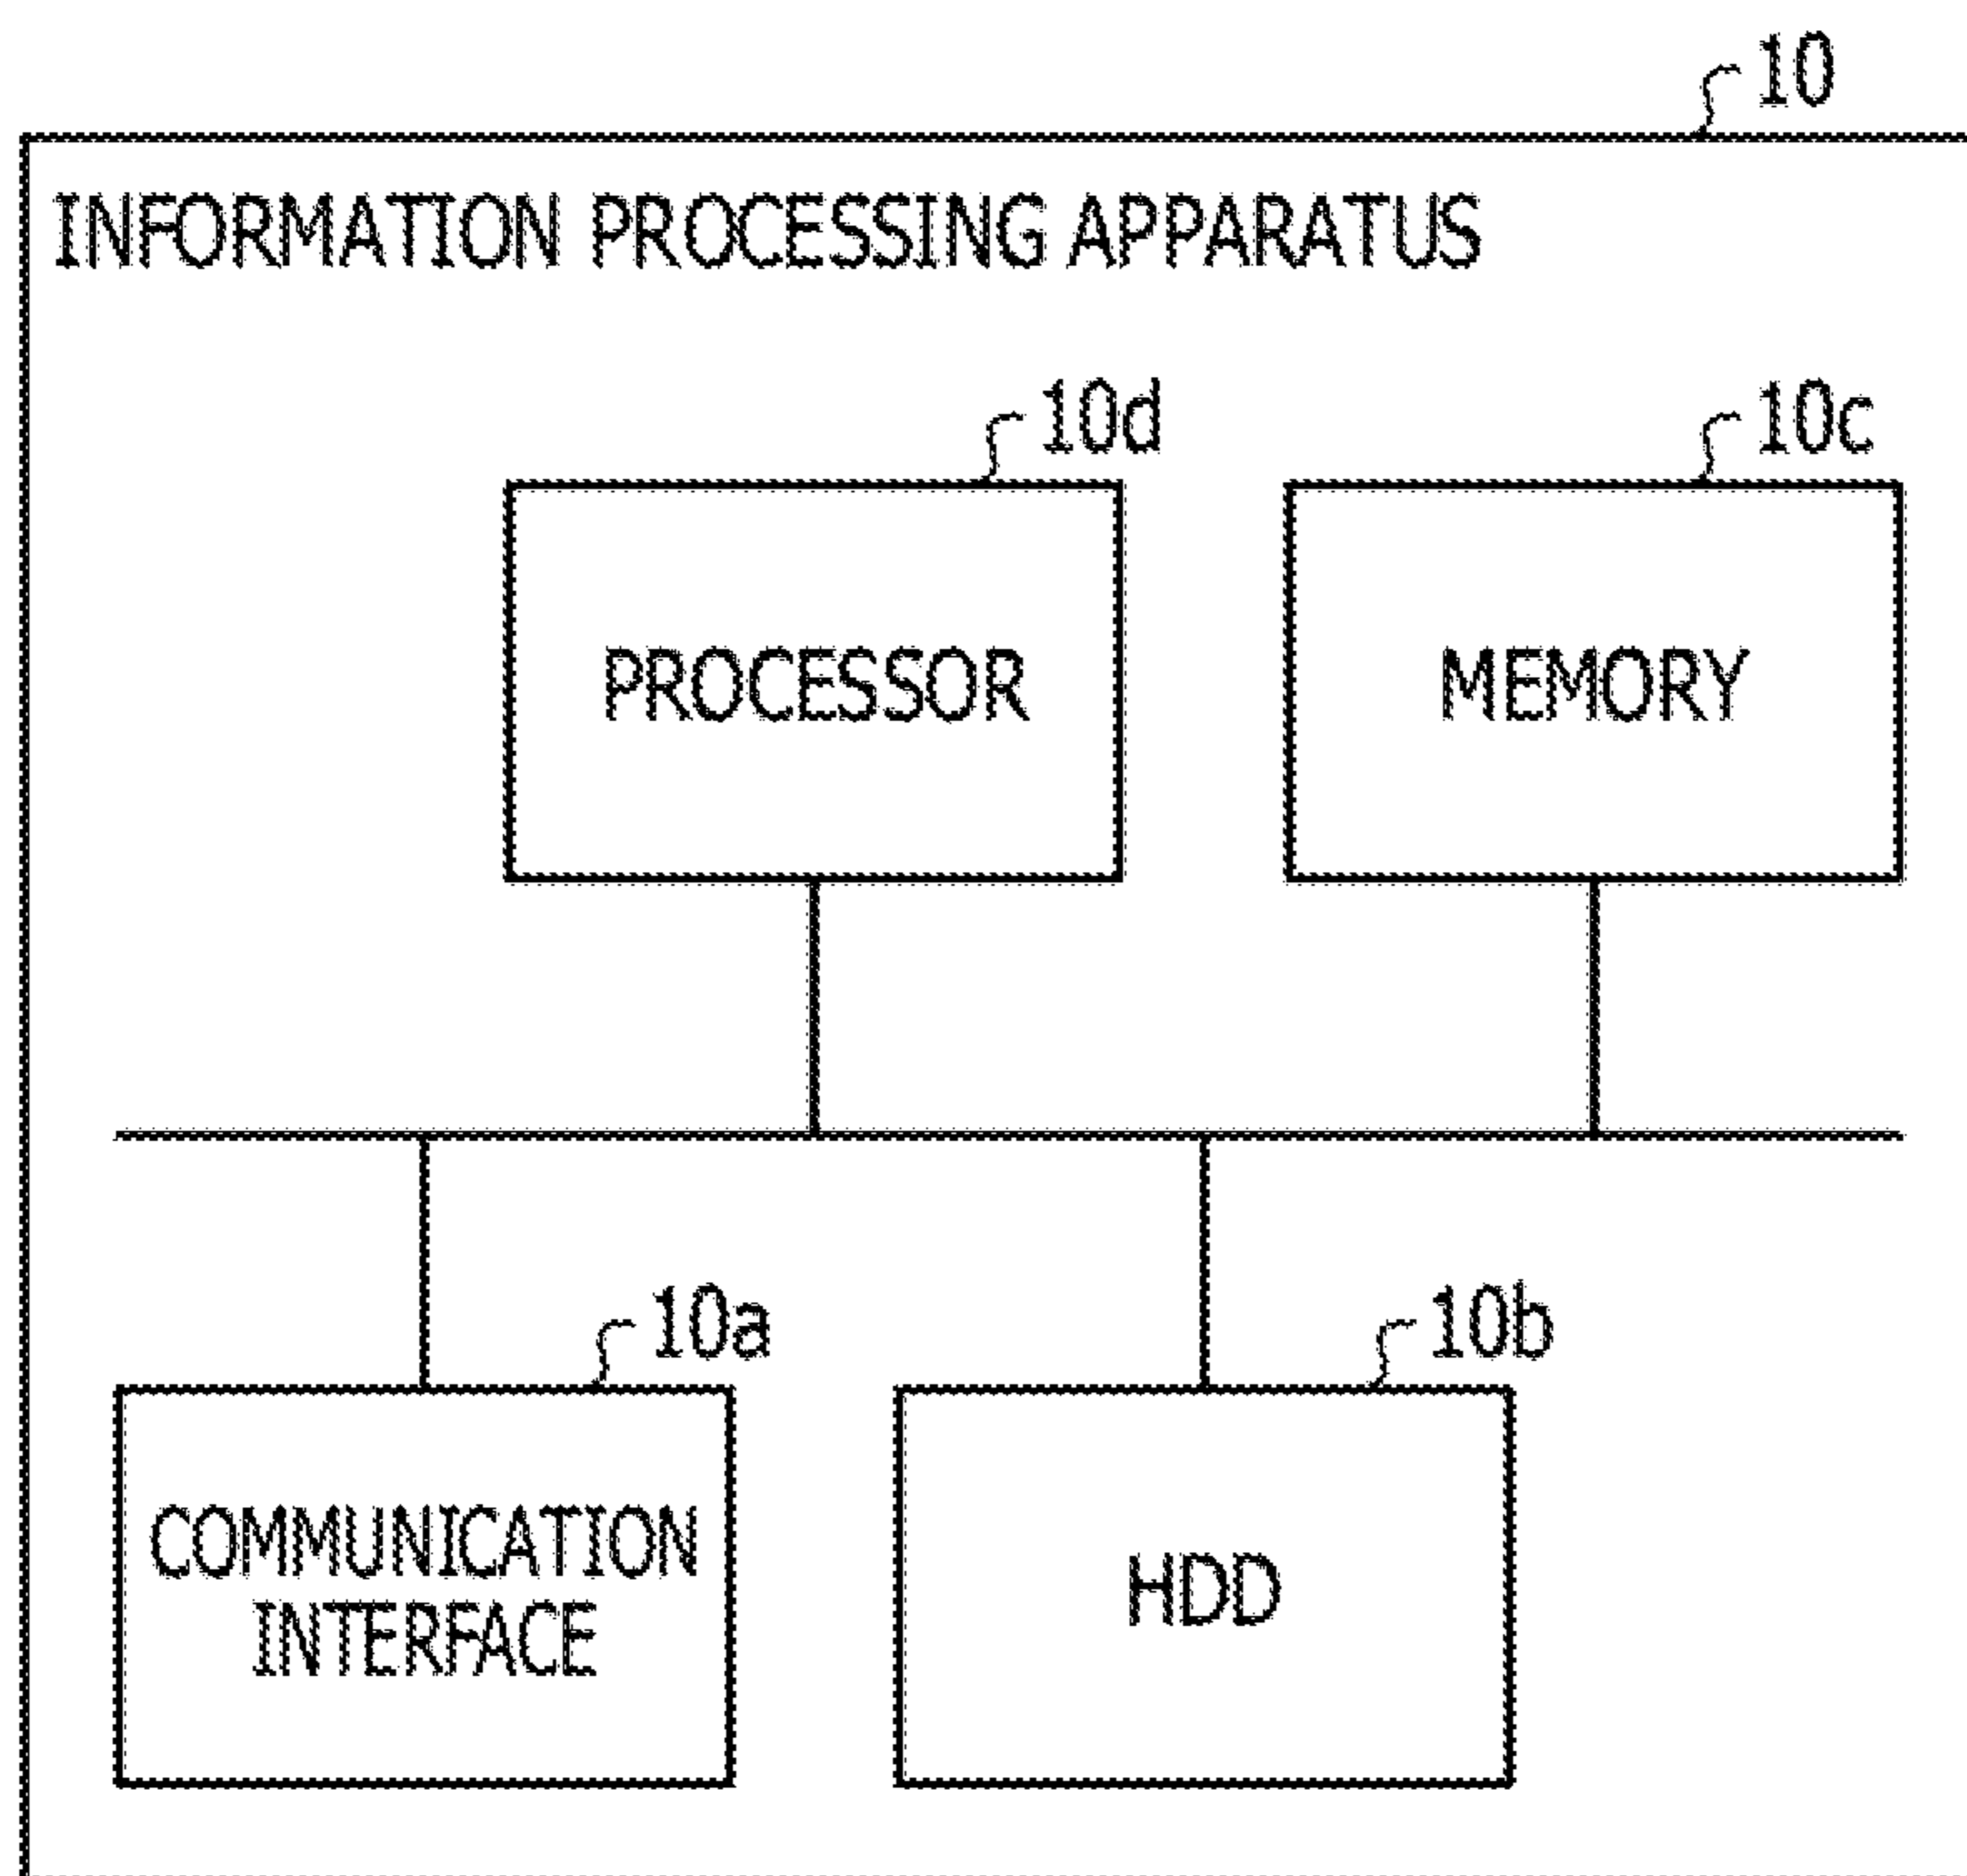 10
INFORMATION PROCESSING APPARATUS
10d
10c
PROCESSOR
MEMORY
10a
10b
COMMUNICATION
INTERFACE
HDD